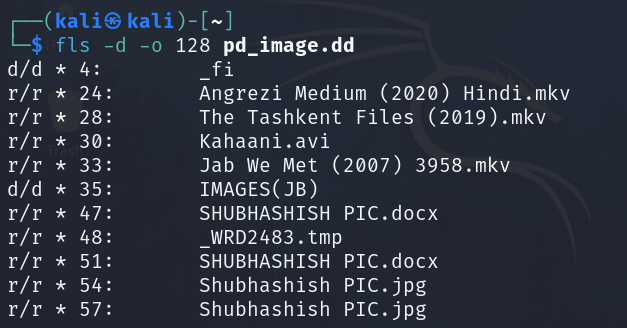 ┌──(kali㉿kali)-[~]
└─$ fls -d -o 128 pd_image.dd
d/d * 4:	_fi
r/r * 24:	Angrezi Medium (2020) Hindi.mkv
r/r * 28:	The Tashkent Files (2019).mkv
r/r * 30:	Kahaani.avi
r/r * 33:	Jab We Met (2007) 3958.mkv
d/d * 35:	IMAGES(JB)
r/r * 47:	SHUBHASHISH PIC.docx
r/r * 48:	_WRD2483.tmp
r/r * 51:	SHUBHASHISH PIC.docx
r/r * 54:	Shubhashish PIC.jpg
r/r * 57:	Shubhashish Pic.jpg